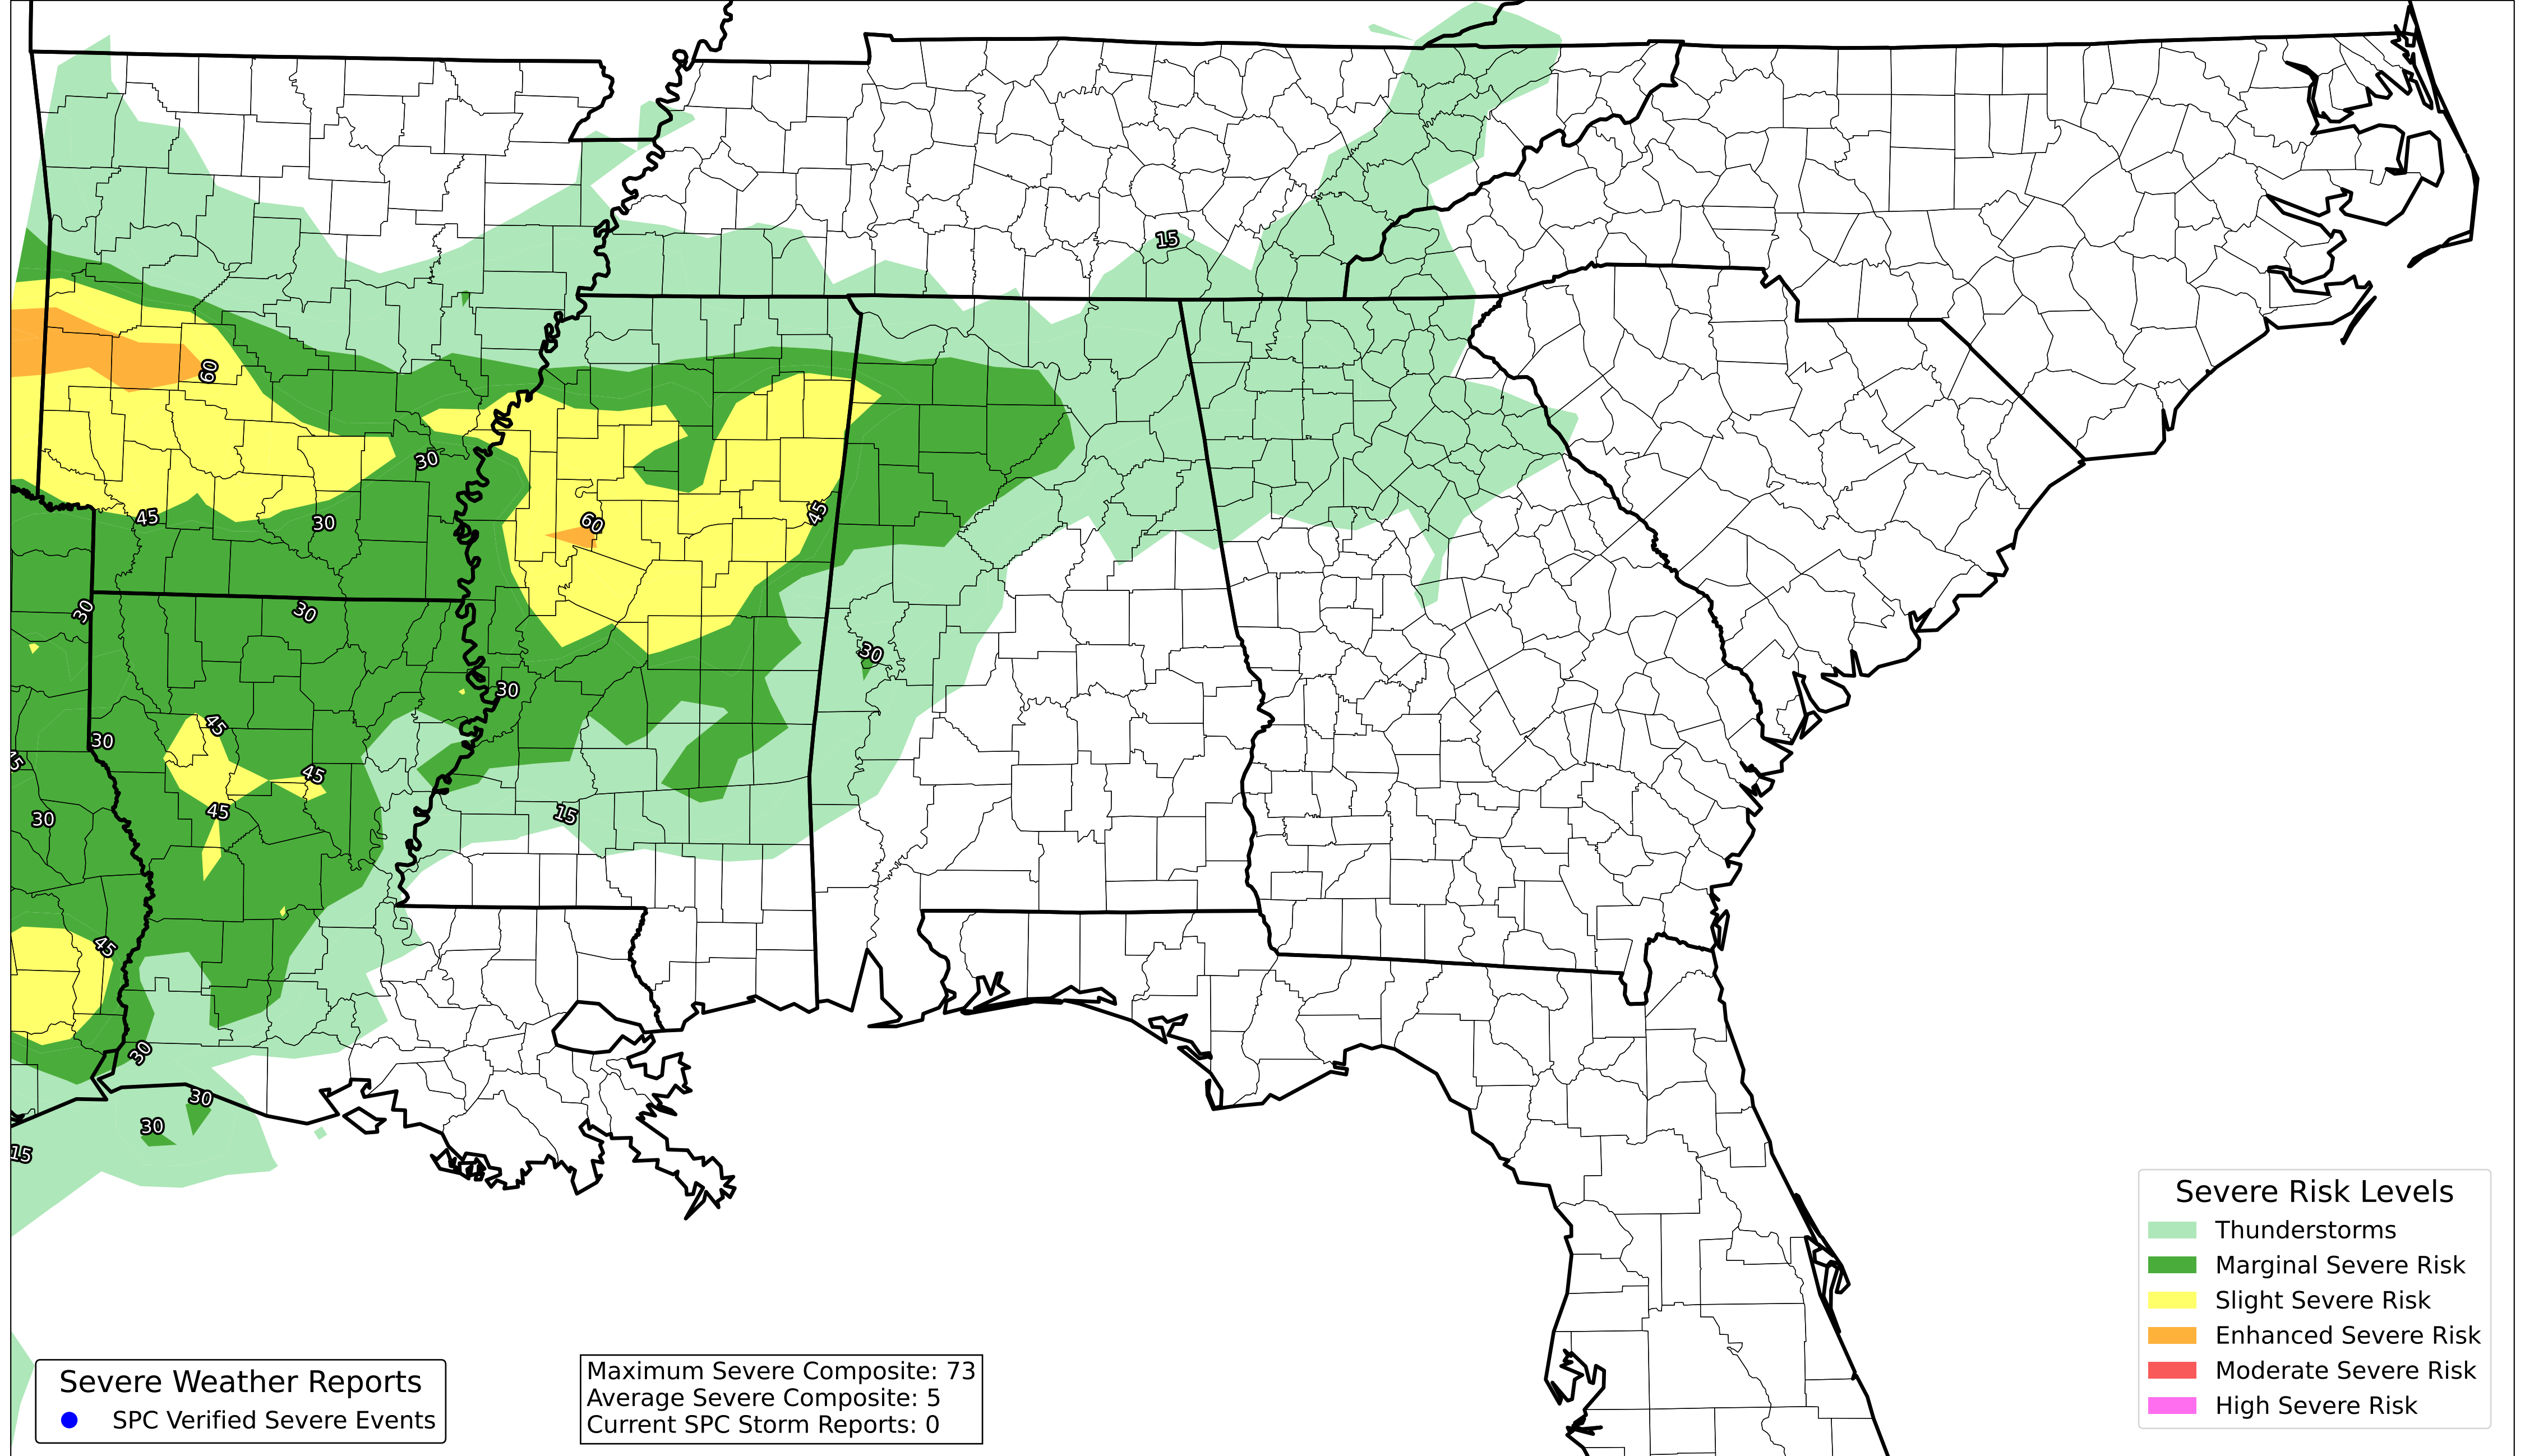 15
60
30
45
30
60
45
30
30
30
30
45
30
45
45
45
30
15
45
30
30
30
15
Severe Risk Levels
Thunderstorms
Marginal Severe Risk
Slight Severe Risk
Enhanced Severe Risk
Moderate Severe Risk
High Severe Risk
Severe Weather Reports
SPC Verified Severe Events
Maximum Severe Composite: 73
Average Severe Composite: 5
Current SPC Storm Reports: 0